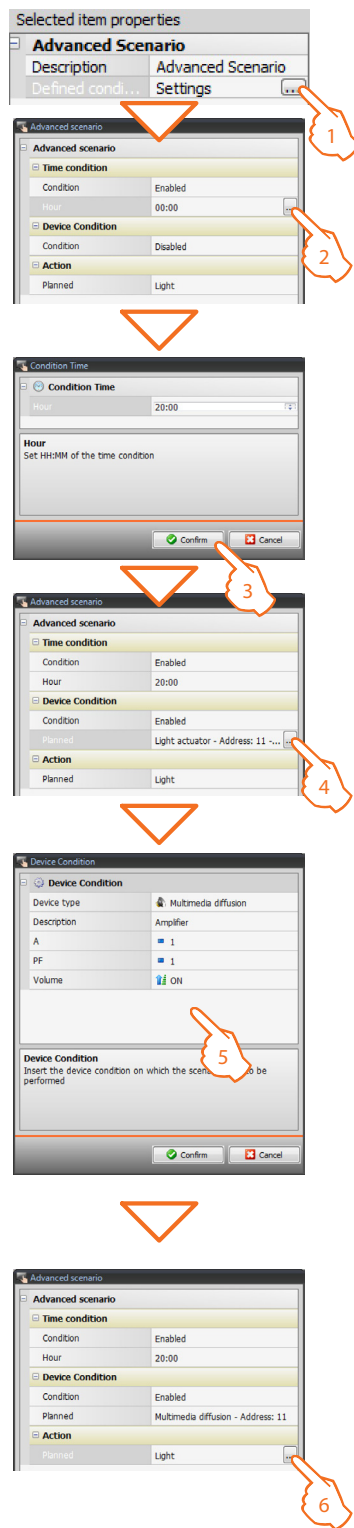 Selected item properties
Advanced Scenario
Description Advanced Scenario
Defined condi... Settings ...
1
Advanced scenario
Advanced scenario
Time condition
Condition Enabled
Hour 00:00 ...
Device Condition
Condition Disabled
Action
Planned Light
2
Condition Time
Condition Time
Hour 20:00
Hour
Set HH:MM of the time condition
Confirm Cancel
3
Advanced scenario
Advanced scenario
Time condition
Condition Enabled
Hour 20:00
Device Condition
Condition Enabled
Planned Light actuator - Address: 11 -... ...
Action
Planned Light
4
Device Condition
Device Condition
Device type Multimedia diffusion
Description Amplifier
A 1
PF 1
Volume ON
5
Device Condition
Insert the device condition on which the scena to be
performed
Confirm Cancel
Advanced scenario
Advanced scenario
Time condition
Condition Enabled
Hour 20:00
Device Condition
Condition Enabled
Planned Multimedia diffusion - Address: 11
Action
Planned Light ...
6